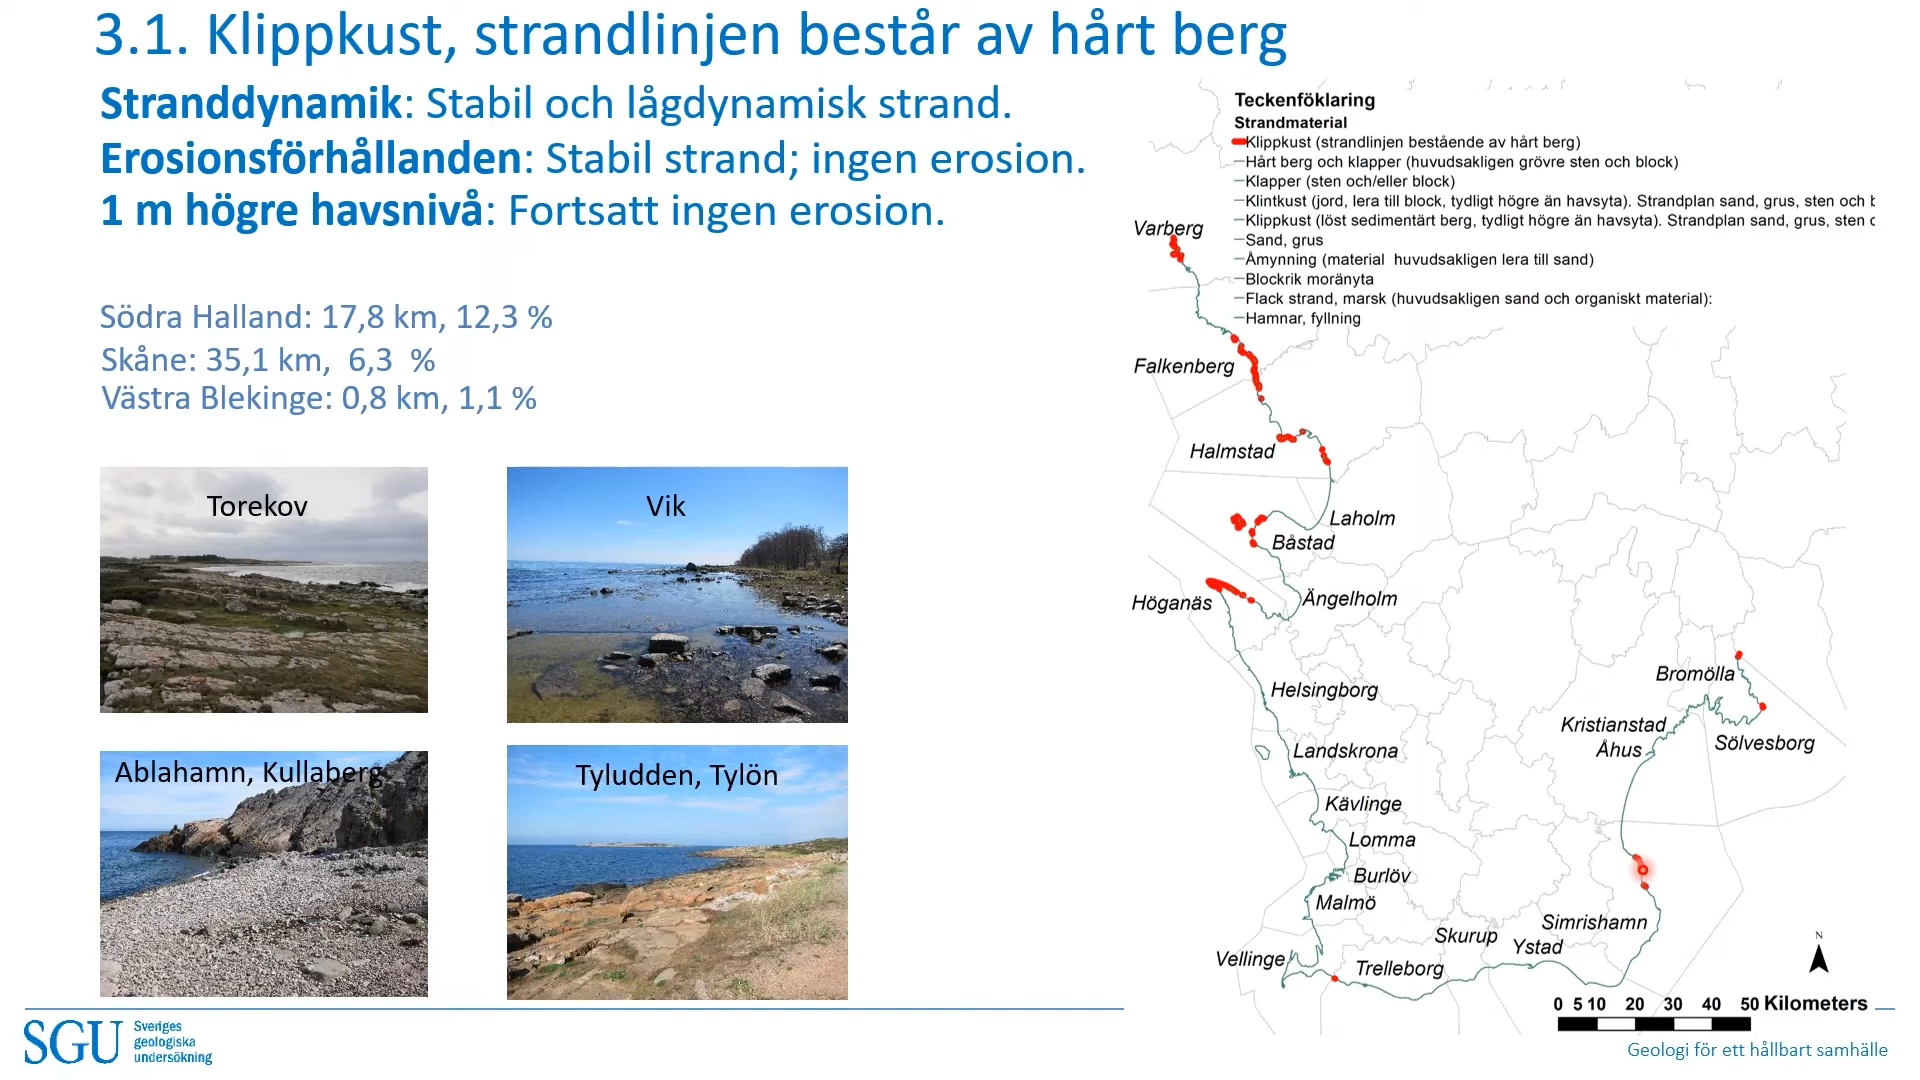 3.1. Klippkust, strandlinjen består av hårt berg
Stranddynamik: Stabil och lågdynamisk strand.
Erosionsförhållanden: Stabil strand; ingen erosion.
1 m högre havsnivå: Fortsatt ingen erosion.
Södra Halland: 17,8 km, 12,3 %
Skåne: 35,1 km, 6,3 %
Västra Blekinge: 0,8 km, 1,1 %
Torekov
Vik
Ablahamn, Kullaberg
Tyludden, Tylön
Teckenföklaring
Strandmaterial
Klippkust (strandlinjen bestående av hårt berg)
Hårt berg och klapper (huvudsakligen grövre sten och block)
Klapper (sten och/eller block)
Klintkust (jord, lera till block, tydligt högre än havsyta). Strandplan sand, grus, sten och
Klippkust (löst sedimentärt berg, tydligt högre än havsyta). Strandplan sand, grus, sten
Sand, grus
Åmynning (material huvudsakligen lera till sand)
Blockrik moränyta
Flack strand, marsk (huvudsakligen sand och organiskt material):
Hamnar, fyllning
Varberg
Falkenberg
Halmstad
Laholm
Båstad
Höganäs
Ängelholm
Helsingborg
Landskrona
Kävlinge
Lomma
Burlöv
Malmö
Vellinge
Trelleborg
Skurup
Ystad
Simrishamn
Bromölla
Kristianstad
Åhus
Sölvesborg
N
0 5 10 20 30 40 50 Kilometers
SGU
Sveriges
geologiska
undersökning
Geologi för ett hållbart samhälle